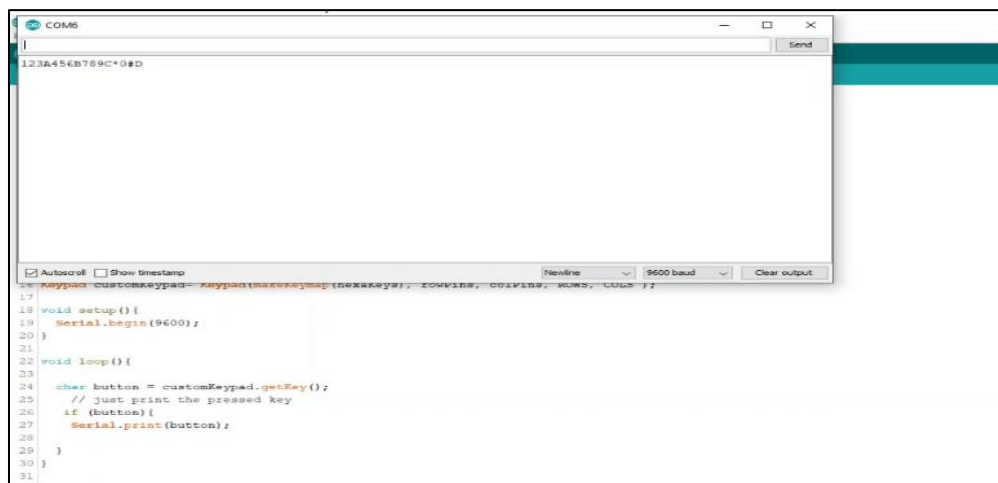 COM6
Send
123A456B789C*0#D
Autoscroll Show timestamp Newline 9600 baud Clear output
16 Keypad customKeypad= Keypad(makeKeymap(hexaKeys), rowPins, colPins, ROWS, COLS );
17
18 void setup(){
19 Serial.begin(9600);
20 }
21
22 void loop(){
23
24 char button = customKeypad.getKey();
25 // just print the pressed key
26 if (button){
27 Serial.print(button);
28
29 }
30 }
31